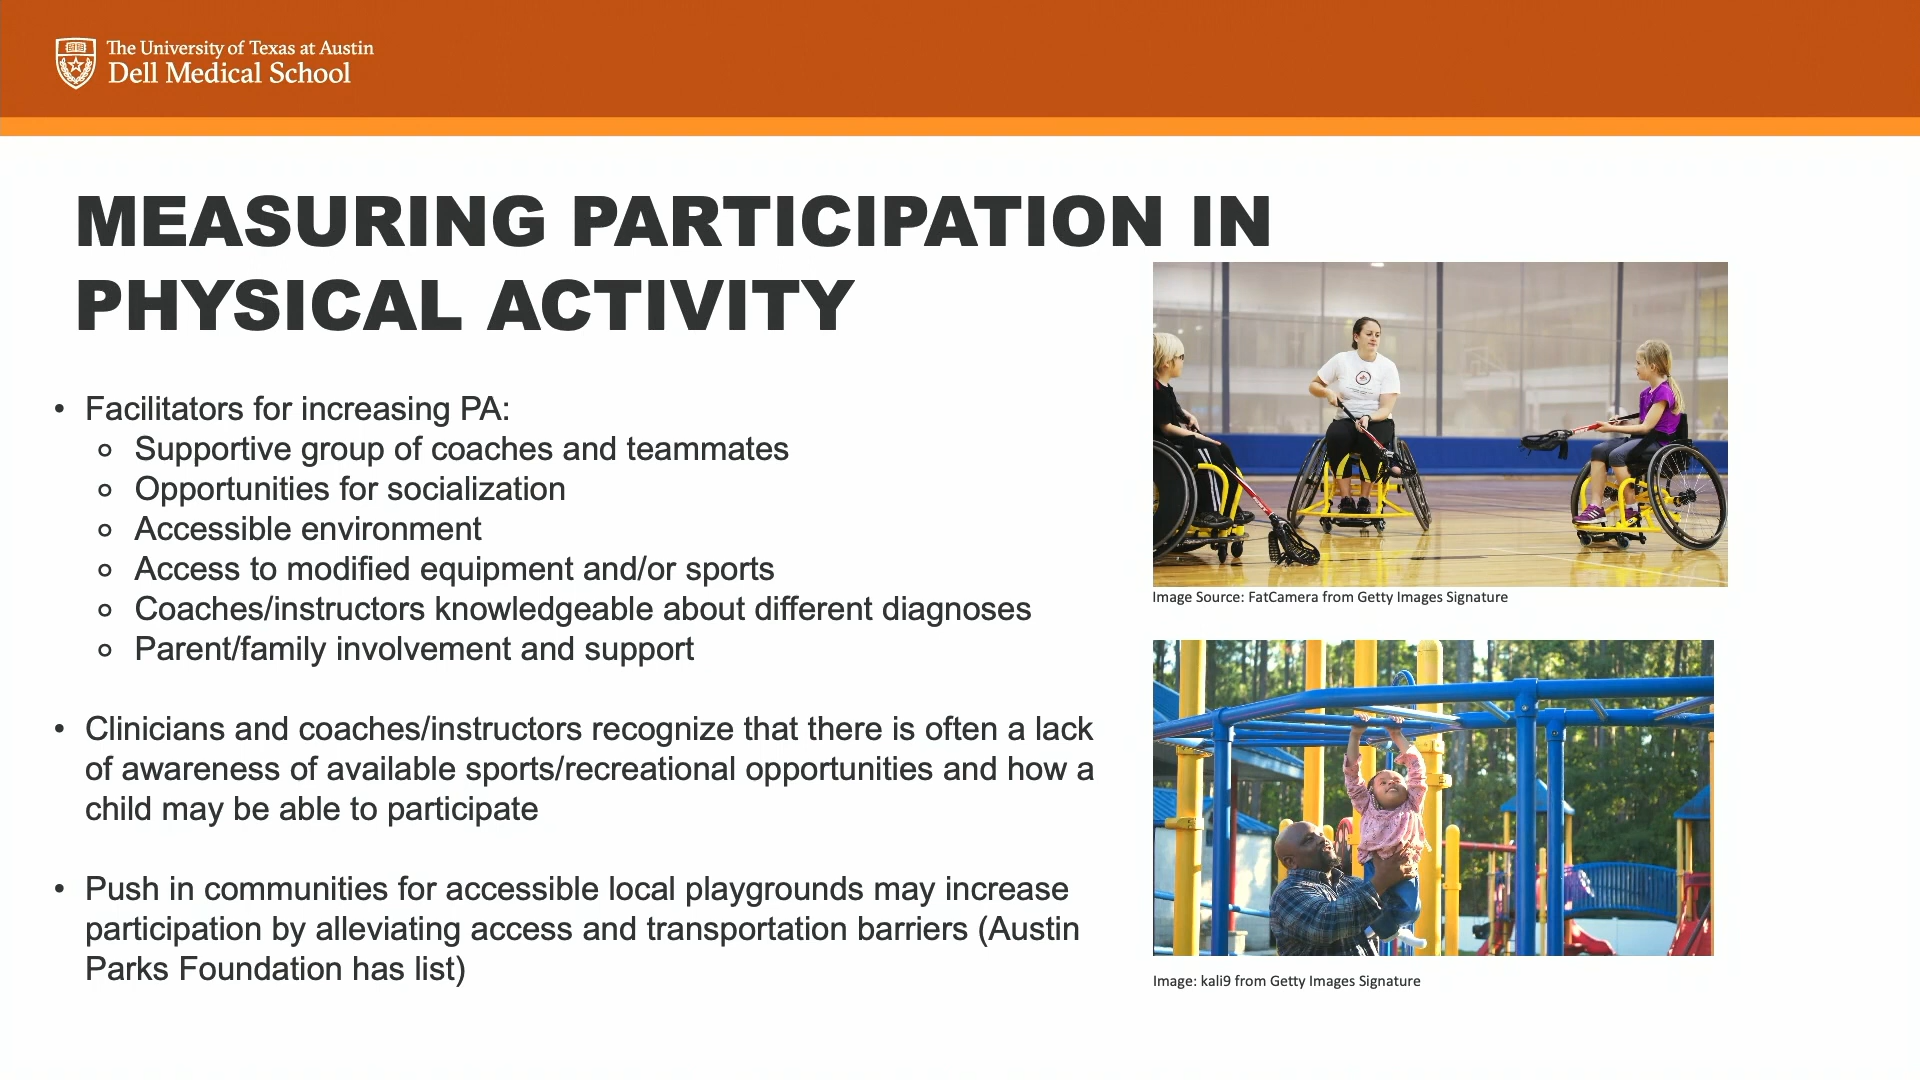 The University of Texas at Austin
Dell Medical School
MEASURING PARTICIPATION IN
PHYSICAL ACTIVITY
• Facilitators for increasing PA:
o Supportive group of coaches and teammates
o Opportunities for socialization
o Accessible environment
o Access to modified equipment and/or sports
o Coaches/instructors knowledgeable about different diagnoses
o Parent/family involvement and support
• Clinicians and coaches/instructors recognize that there is often a lack
of awareness of available sports/recreational opportunities and how a
child may be able to participate
• Push in communities for accessible local playgrounds may increase
participation by alleviating access and transportation barriers (Austin
Parks Foundation has list)
Image Source: FatCamera from Getty Images Signature
Image: kali9 from Getty Images Signature